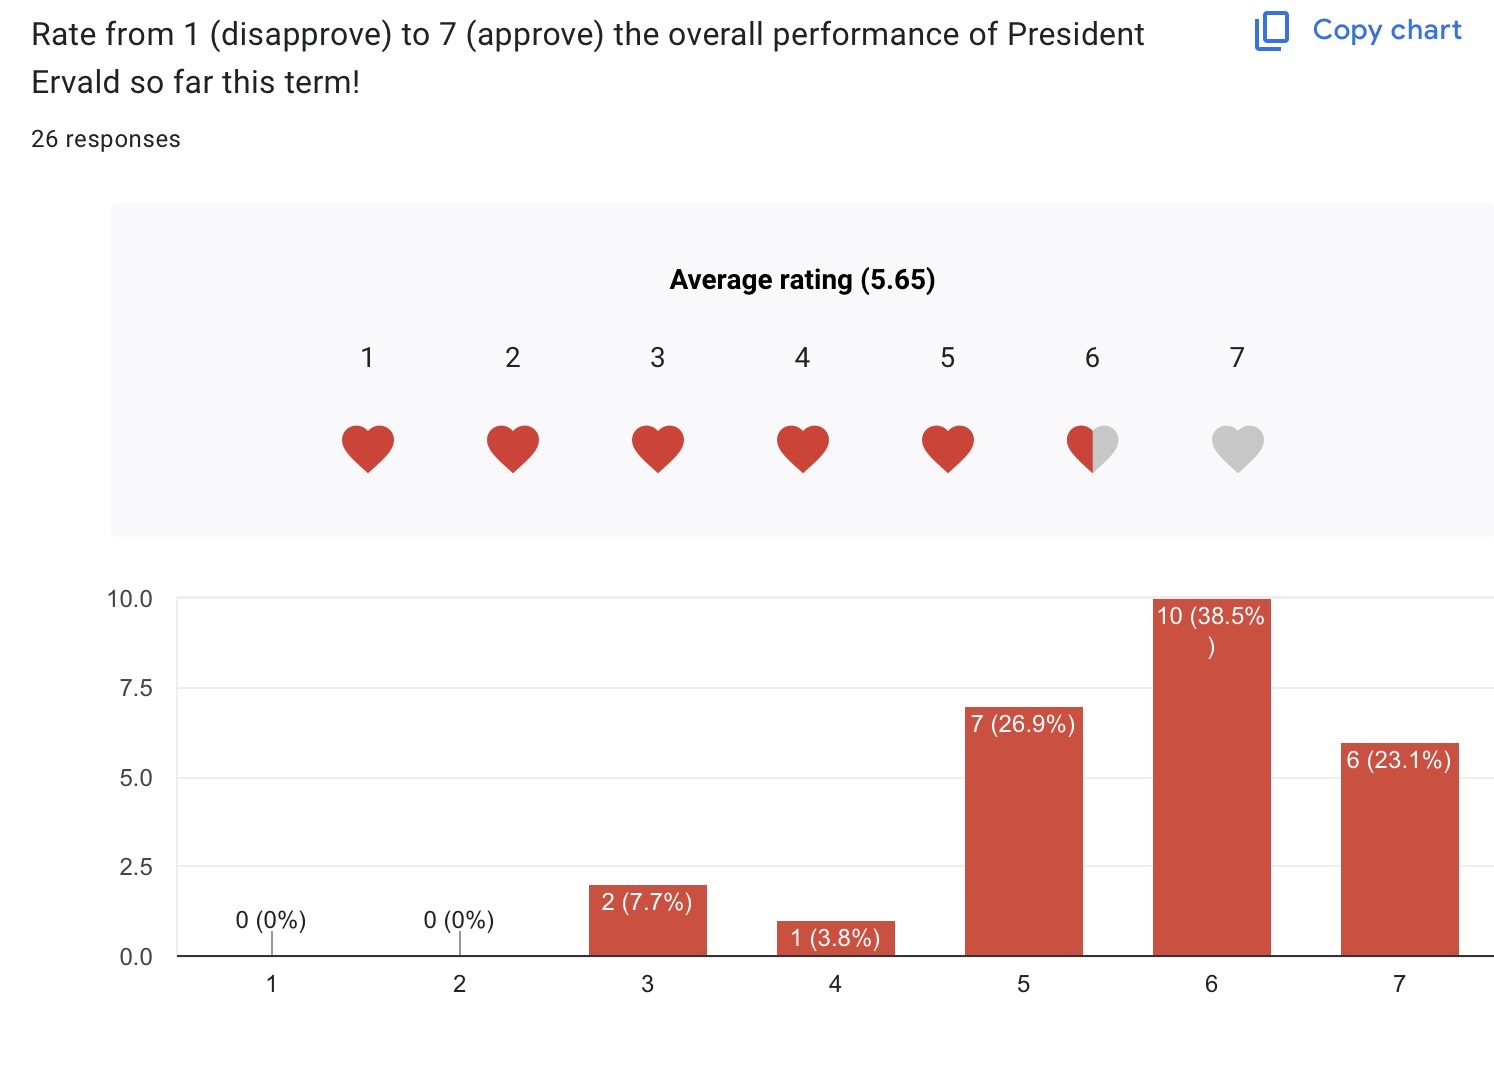 Rate from 1 (disapprove) to 7 (approve) the overall performance of President
Ervald so far this term!
Copy chart
26 responses
Average rating (5.65)
1 2 3 4 5 6 7
10.0
7.5
5.0
2.5
0.0
0 (0%)
0 (0%)
2 (7.7%)
1 (3.8%)
7 (26.9%)
10 (38.5%
)
6 (23.1%)
1 2 3 4 5 6 7